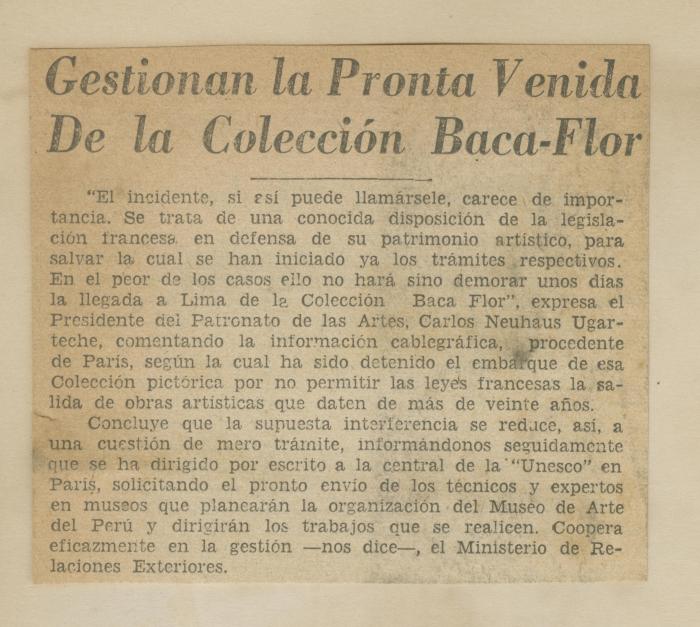 Gestionan la Pronta Venida
De la Colección Baca-Flor
"El incidente, si así puede llamársele, carece de impor-
tancia. Se trata de una conocida disposición de la legisla-
ción francesa en defensa de su patrimonio artístico, para
salvar la cual se han iniciado ya los trámites respectivos.
En el peor de los casos ello no hará sino demorar unos días
la llegada a Lima de la Colección Baca Flor", expresa el
Presidente del Patronato de las Artes, Carlos Neuhaus Ugar-
teche, comentando la información cablegráfica, procedente
de París, según la cual ha sido detenido el embarque de esa
Colección pictórica por no permitir las leyes francesas la sa-
lida de obras artísticas que daten de más de veinte años.
Concluye que la supuesta interferencia se reduce, así, a
una cuestión de mero trámite, informándonos seguidamente
que se ha dirigido por escrito a la central de la "Unesco" en
París, solicitando el pronto envío de los técnicos y expertos
en museos que planearán la organización del Museo de Arte
del Perú y dirigirán los trabajos que se realicen. Coopera
eficazmente en la gestión —nos dice—, el Ministerio de Re-
laciones Exteriores.